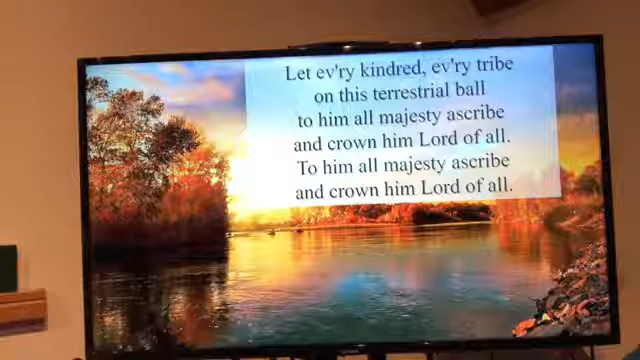 Let ev'ry kindred, ev'ry tribe
on this terrestrial ball
to him all majesty ascribe
and crown him Lord of all.
To him all majesty ascribe
and crown him Lord of all.